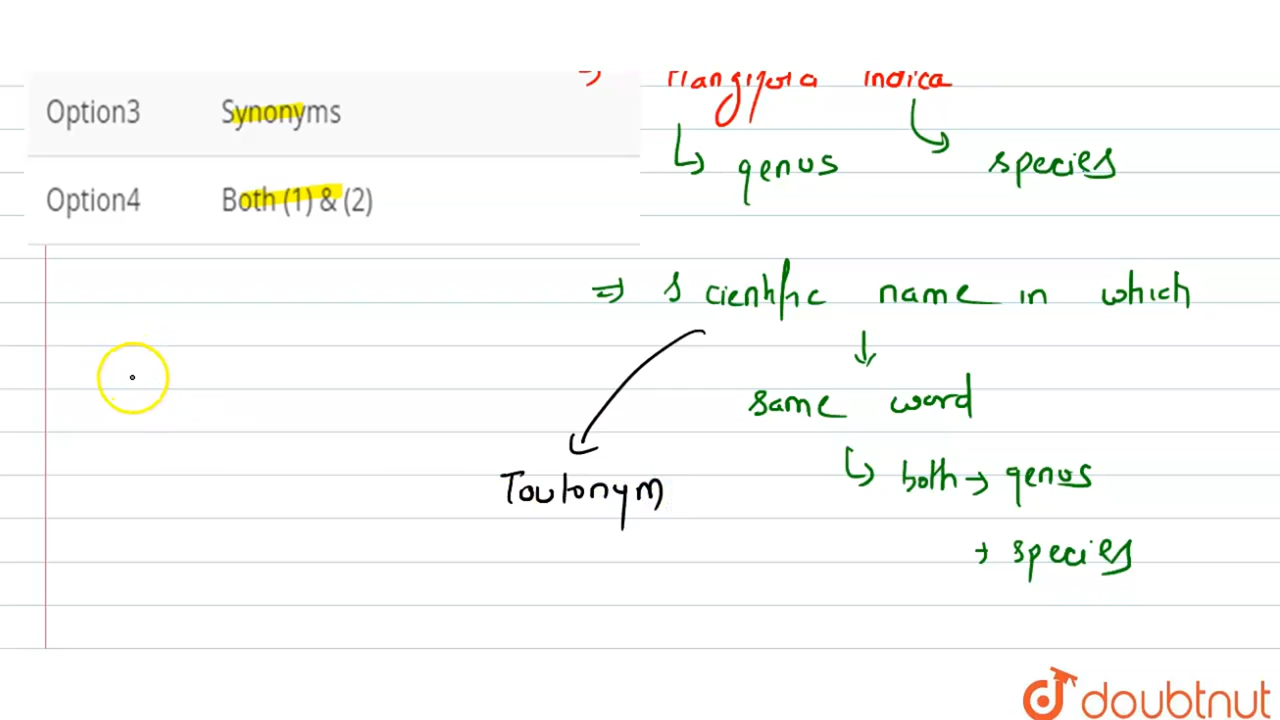 Mangifera indica
Option3 Synonyms
genus species
Option4 Both (1) & (2)
⇒ Scientific name in which
same word
both → genus
Toutonym
+ species
doubtnut